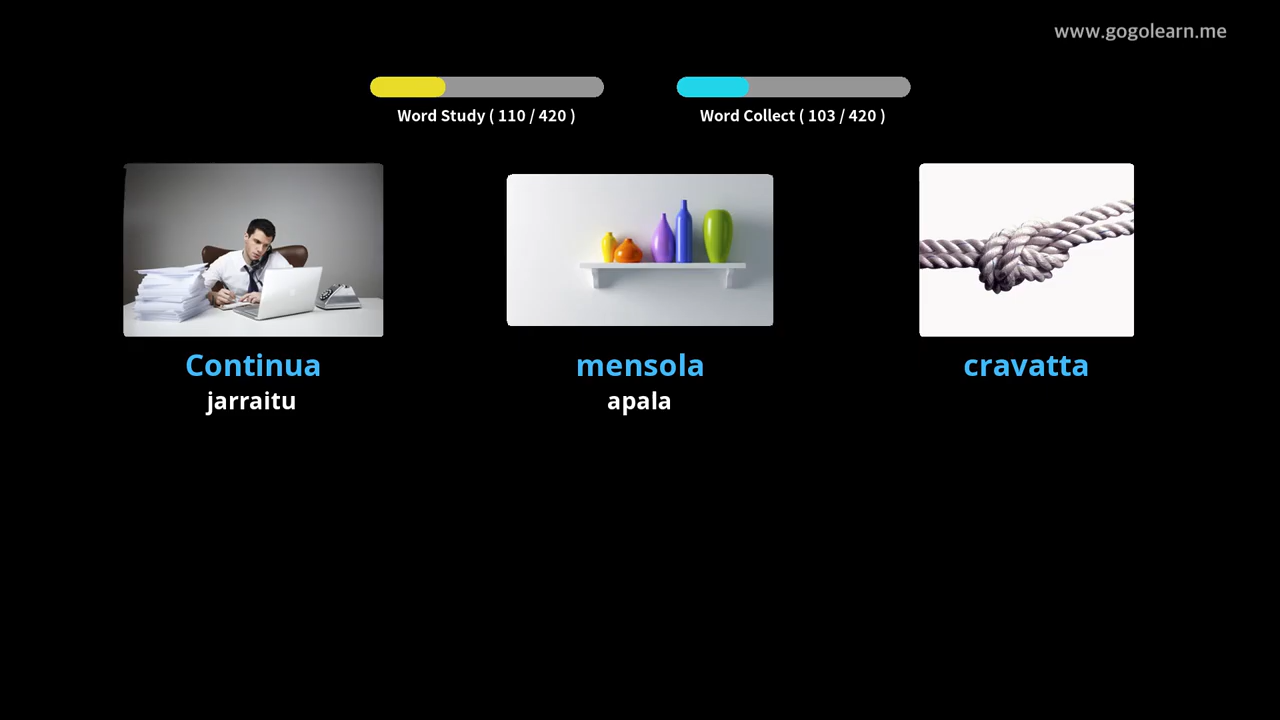 www.gogolearn.me
Word Study ( 110 / 420 )
Word Collect ( 103 / 420 )
Continua
jarraitu
mensola
apala
cravatta